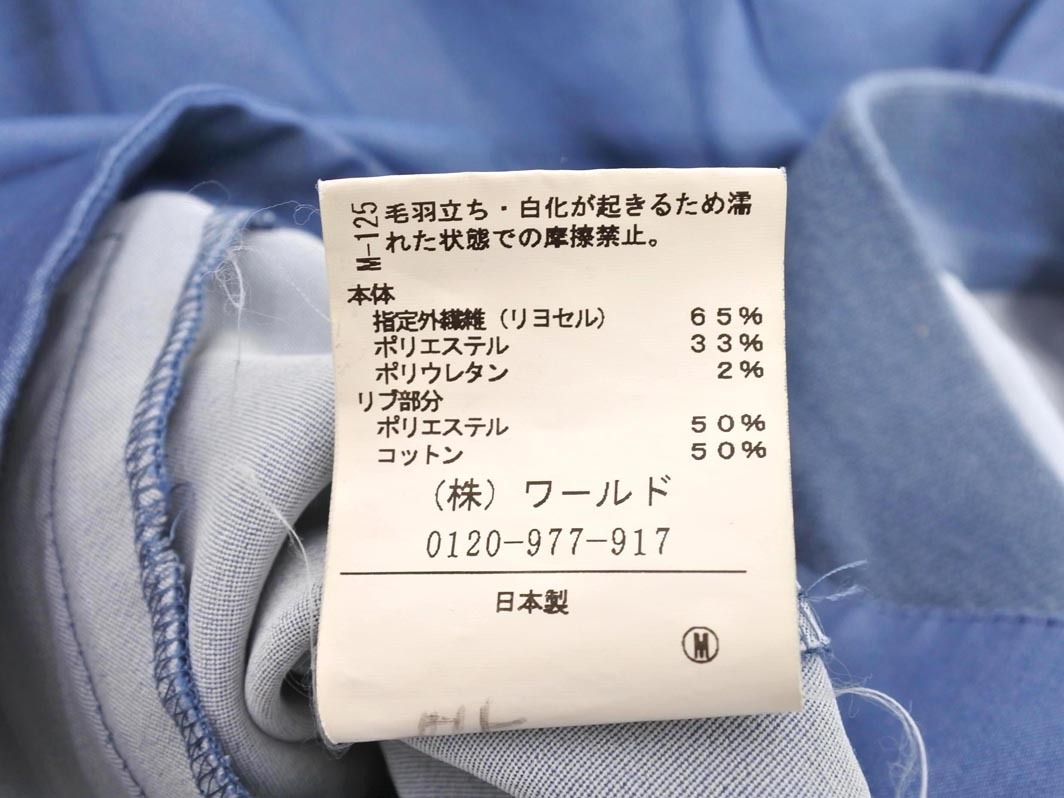 M-125
毛羽立ち・白化が起きるため濡
れた状態での摩擦禁止。
本体
指定外繊維（リヨセル） 65%
ポリエステル 33%
ポリウレタン 2%
リブ部分
ポリエステル 50%
コットン 50%
（株）ワールド
0120-977-917
日本製
M
HL